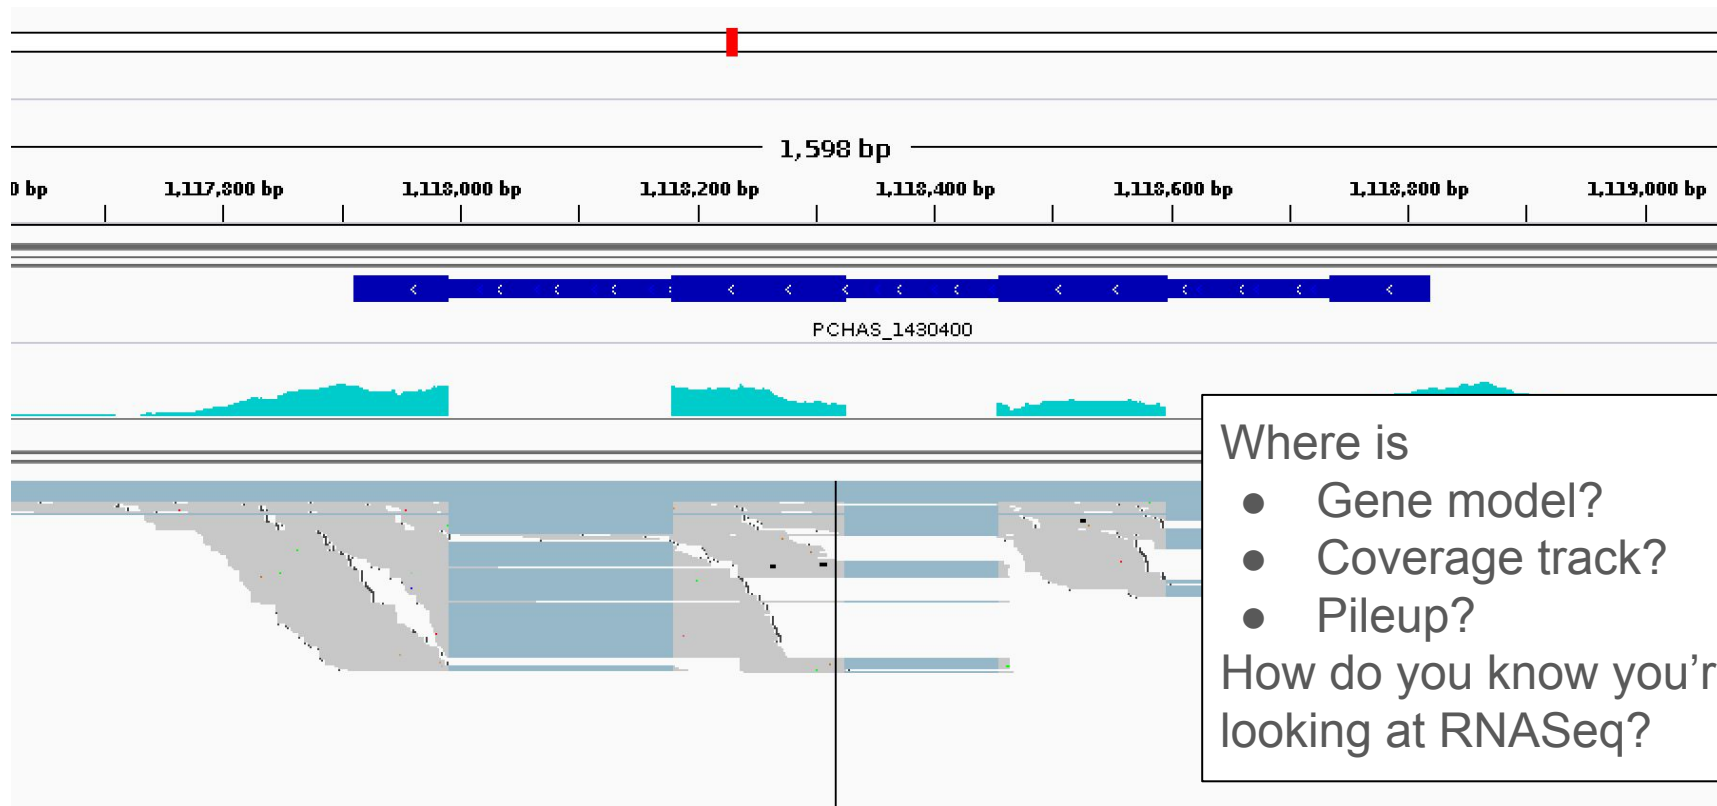 1,598 bp
0 bp 1,117,800 bp 1,118,000 bp 1,118,200 bp 1,118,400 bp 1,118,600 bp 1,118,800 bp 1,119,000 bp
PCHAS_1430400
Where is
● Gene model?
● Coverage track?
● Pileup?
How do you know you’r
looking at RNASeq?